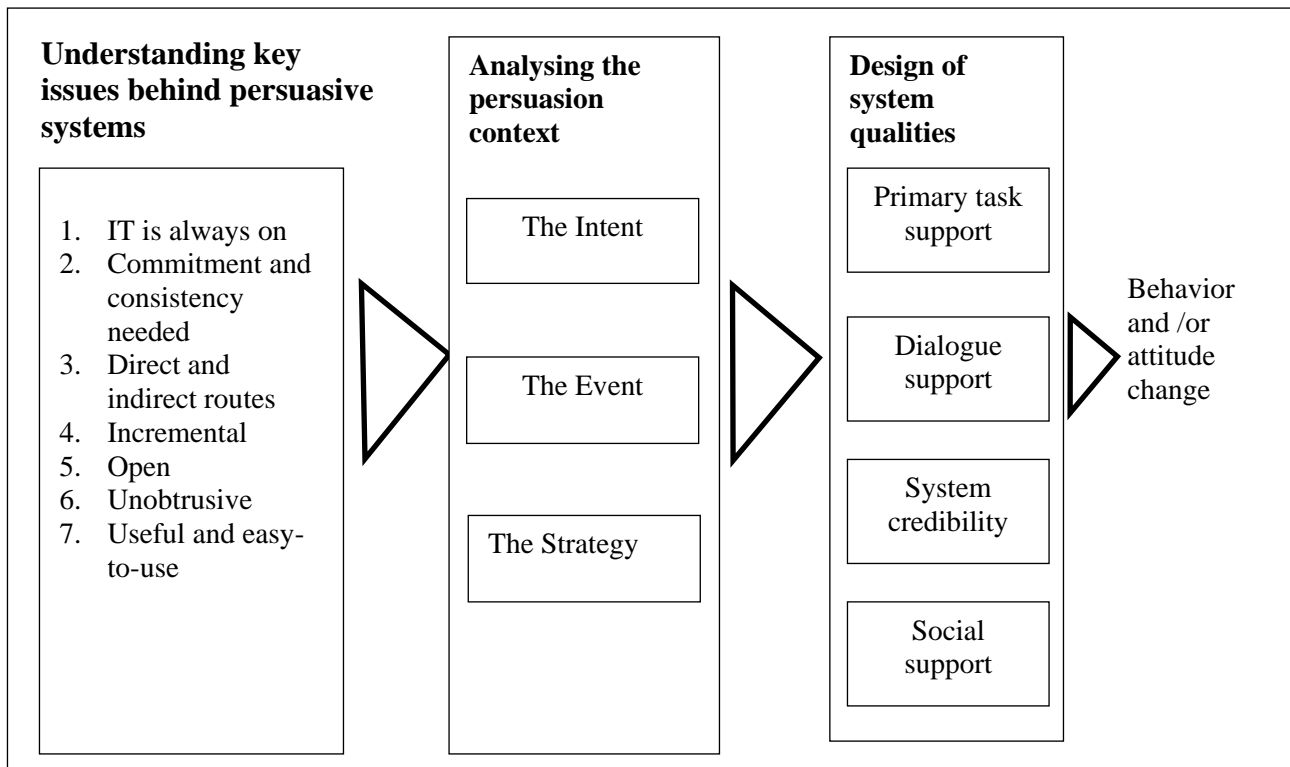 Understanding key
issues behind persuasive
systems
1. IT is always on
2. Commitment and
consistency
needed
3. Direct and
indirect routes
4. Incremental
5. Open
6. Unobtrusive
7. Useful and easy-
to-use
Analysing the
persuasion
context
The Intent
The Event
The Strategy
Design of
system
qualities
Primary task
support
Dialogue
support
System
credibility
Social
support
Behavior
and /or
attitude
change